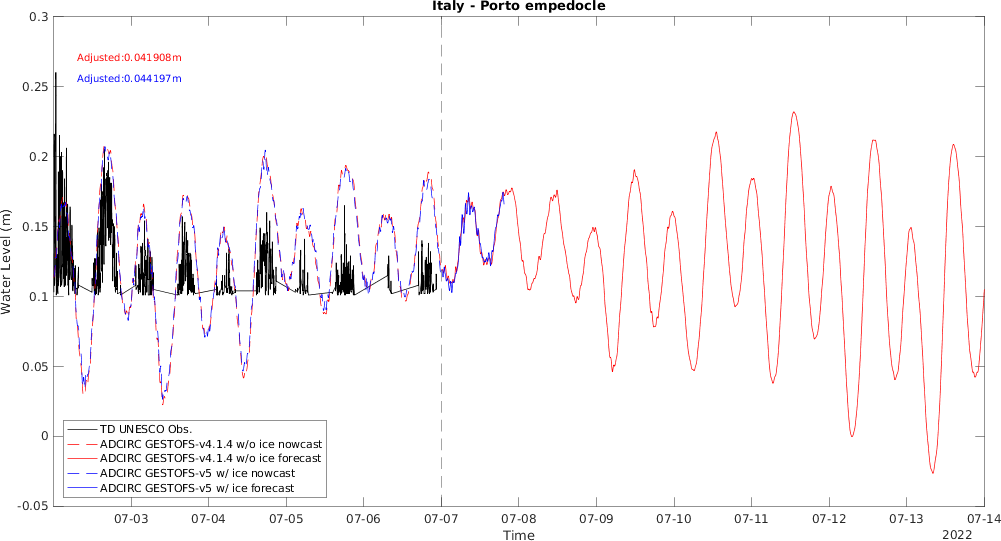 Italy - Porto empedocle
0.3
0.25
0.2
0.15
0.1
0.05
0
-0.05
Water Level (m)
Adjusted:0.041908m
Adjusted:0.044197m
TD UNESCO Obs.
ADCIRC GESTOFS-v4.1.4 w/o ice nowcast
ADCIRC GESTOFS-v4.1.4 w/o ice forecast
ADCIRC GESTOFS-v5 w/ ice nowcast
ADCIRC GESTOFS-v5 w/ ice forecast
07-03 07-04 07-05 07-06 07-07 07-08 07-09 07-10 07-11 07-12 07-13 07-14
Time
2022